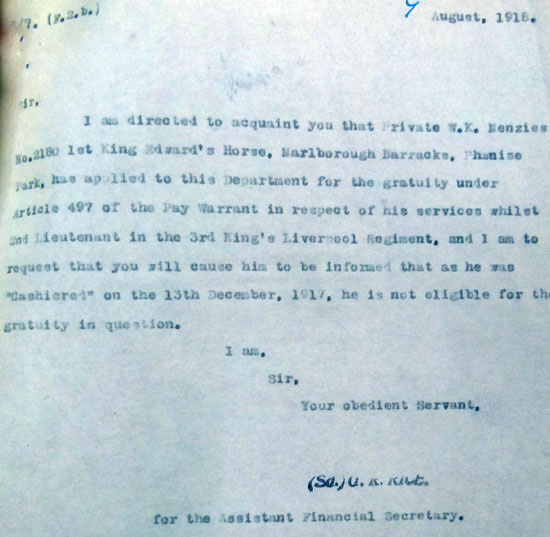 /7. (F.2.b.)
7 August, 1918.
ir,
I am directed to acquaint you that Private W.K. Menzies
No.2180 1st King Edward's Horse, Marlborough Barracks, Phanise
Park, has applied to this Department for the gratuity under
Article 497 of the Pay Warrant in respect of his services whilst
2nd Lieutenant in the 3rd King's Liverpool Regiment, and I am to
request that you will cause him to be informed that as he was
"Cashiered" on the 13th December, 1917, he is not eligible for the
gratuity in question.
I am,
Sir,
Your obedient Servant,
(Sd.) R. RICE.
for the Assistant Financial Secretary.